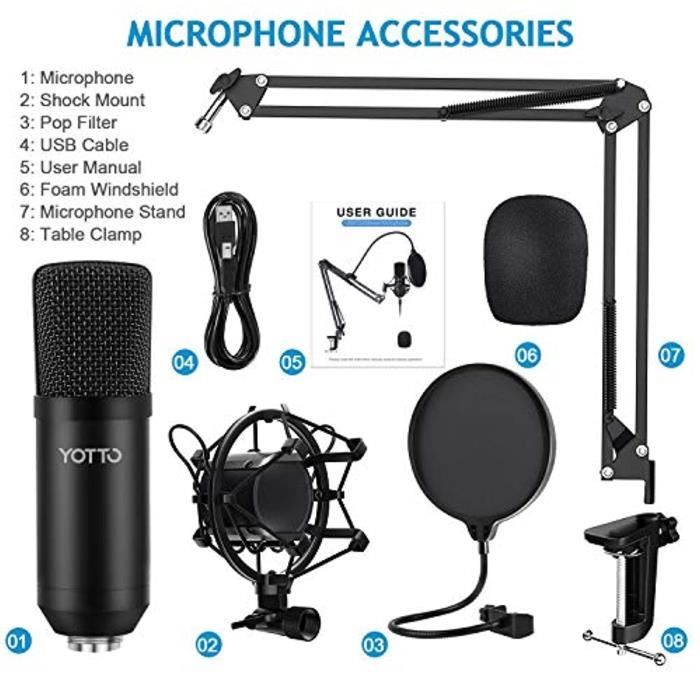 MICROPHONE ACCESSORIES
1: Microphone
2: Shock Mount
3: Pop Filter
4: USB Cable
5: User Manual
6: Foam Windshield
7: Microphone Stand
8: Table Clamp
USER GUIDE
04
05
06
07
YOTTO
01
02
03
08